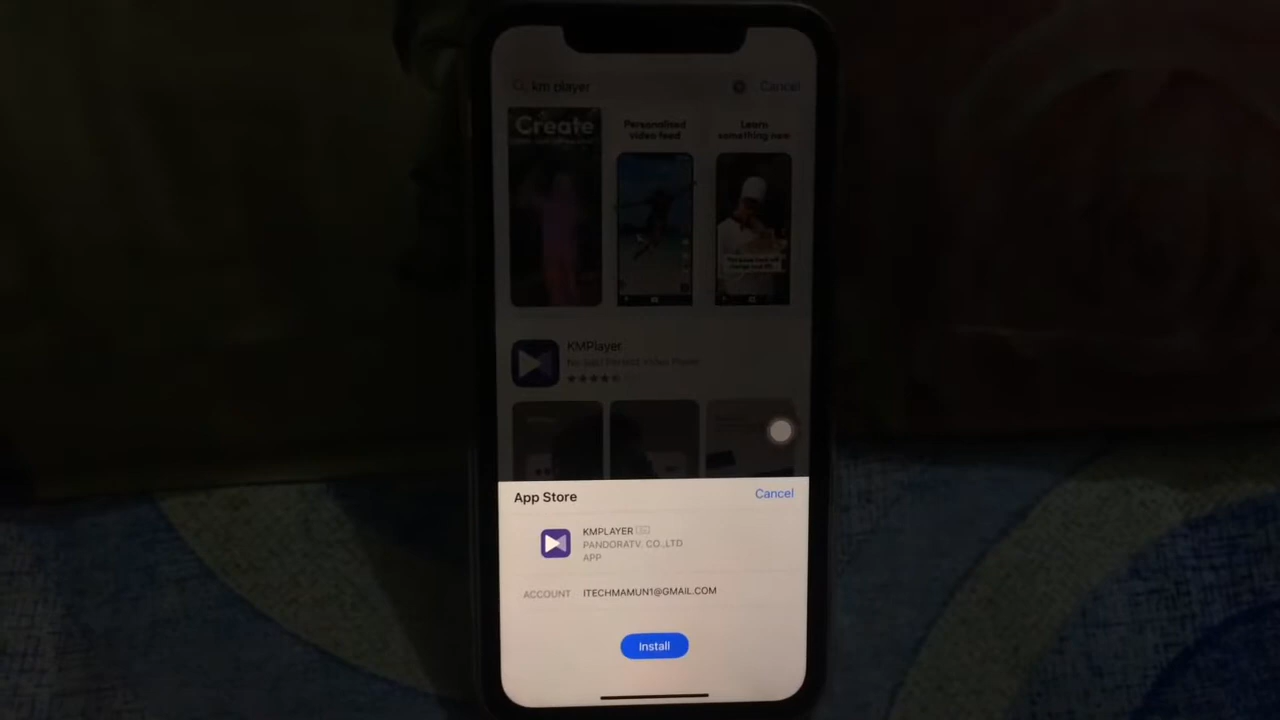 km player
Cancel
Create
Personalized
video feed
Learn
something new
KMPlayer
App Store
Cancel
KMPLAYER
PANDORATV. CO.,LTD
APP
ACCOUNT ITECHMAMUN1@GMAIL.COM
Install